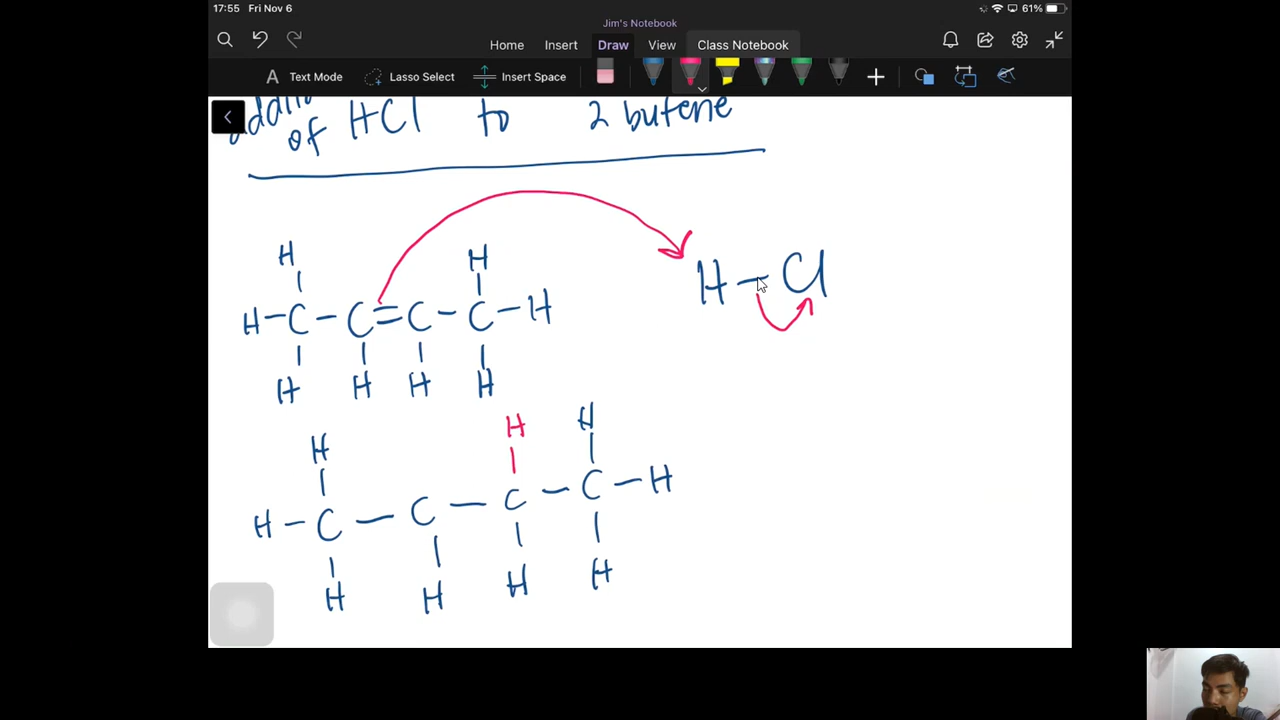 17:55 Fri Nov 6
61%
Jim's Notebook
Home Insert Draw View Class Notebook
Text Mode Lasso Select Insert Space
of HCl to 2 butene
H H
H - Cl
H - C - C = C - C - H
H H H H
H H
H
H - C - C - C - C - H
H H H H